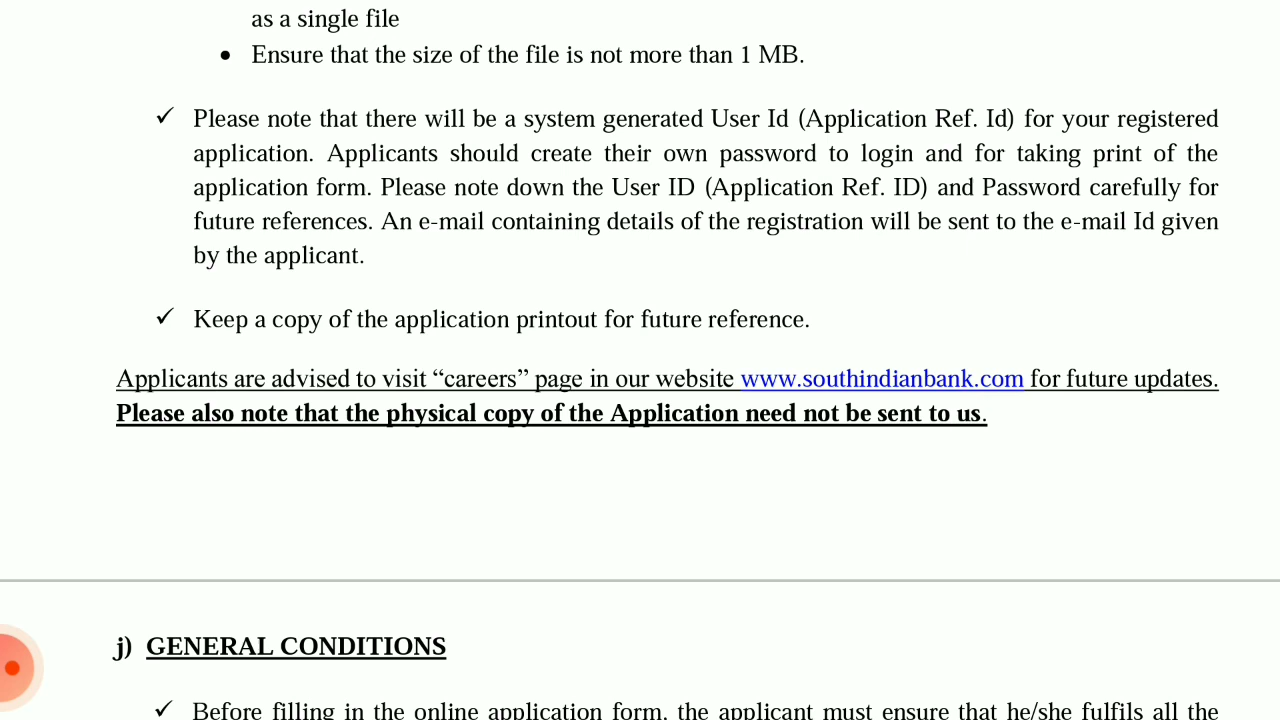 as a single file
• Ensure that the size of the file is not more than 1 MB.
✓ Please note that there will be a system generated User Id (Application Ref. Id) for your registered
application. Applicants should create their own password to login and for taking print of the
application form. Please note down the User ID (Application Ref. ID) and Password carefully for
future references. An e-mail containing details of the registration will be sent to the e-mail Id given
by the applicant.
✓ Keep a copy of the application printout for future reference.
Applicants are advised to visit “careers” page in our website www.southindianbank.com for future updates.
Please also note that the physical copy of the Application need not be sent to us.
j) GENERAL CONDITIONS
✓ Before filling in the online application form, the applicant must ensure that he/she fulfils all the